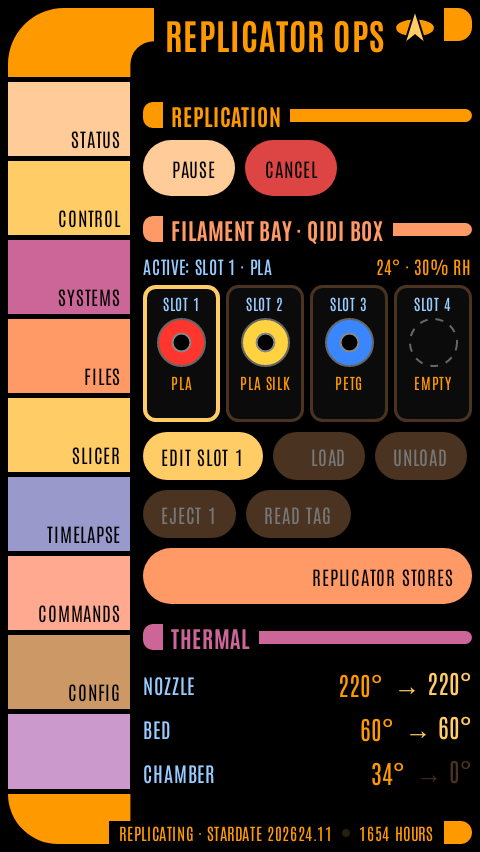 REPLICATOR OPS
STATUS
CONTROL
SYSTEMS
FILES
SLICER
TIMELAPSE
COMMANDS
CONFIG
REPLICATION
PAUSE CANCEL
FILAMENT BAY · QIDI BOX
ACTIVE: SLOT 1 · PLA 24° · 30% RH
SLOT 1 SLOT 2 SLOT 3 SLOT 4
PLA PLA SILK PETG EMPTY
EDIT SLOT 1 LOAD UNLOAD
EJECT 1 READ TAG
REPLICATOR STORES
THERMAL
NOZZLE 220° → 220°
BED 60° → 60°
CHAMBER 34° → 0°
REPLICATING · STARDATE 202624.11 1654 HOURS